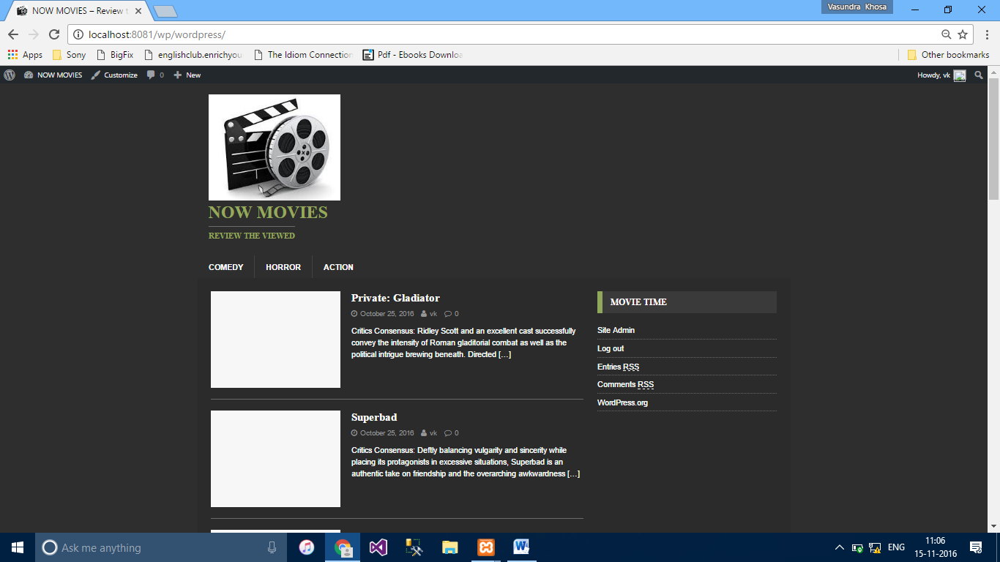 NOW MOVIES – Review t
Vasundra Khosa
localhost:8081/wp/wordpress/
Apps
Sony
BigFix
englishclub.enrichyou
The Idiom Connection
Pdf - Ebooks Downloa
Other bookmarks
NOW MOVIES
Customize
0
New
Howdy, vk
NOW MOVIES
REVIEW THE VIEWED
COMEDY
HORROR
ACTION
Private: Gladiator
October 25, 2016 vk 0
Critics Consensus: Ridley Scott and an excellent cast successfully
convey the intensity of Roman gladitorial combat as well as the
political intrigue brewing beneath. Directed […]
Superbad
October 25, 2016 vk 0
Critics Consensus: Deftly balancing vulgarity and sincerity while
placing its protagonists in excessive situations, Superbad is an
authentic take on friendship and the overarching awkwardness […]
MOVIE TIME
Site Admin
Log out
Entries RSS
Comments RSS
WordPress.org
Ask me anything
ENG
11:06
15-11-2016